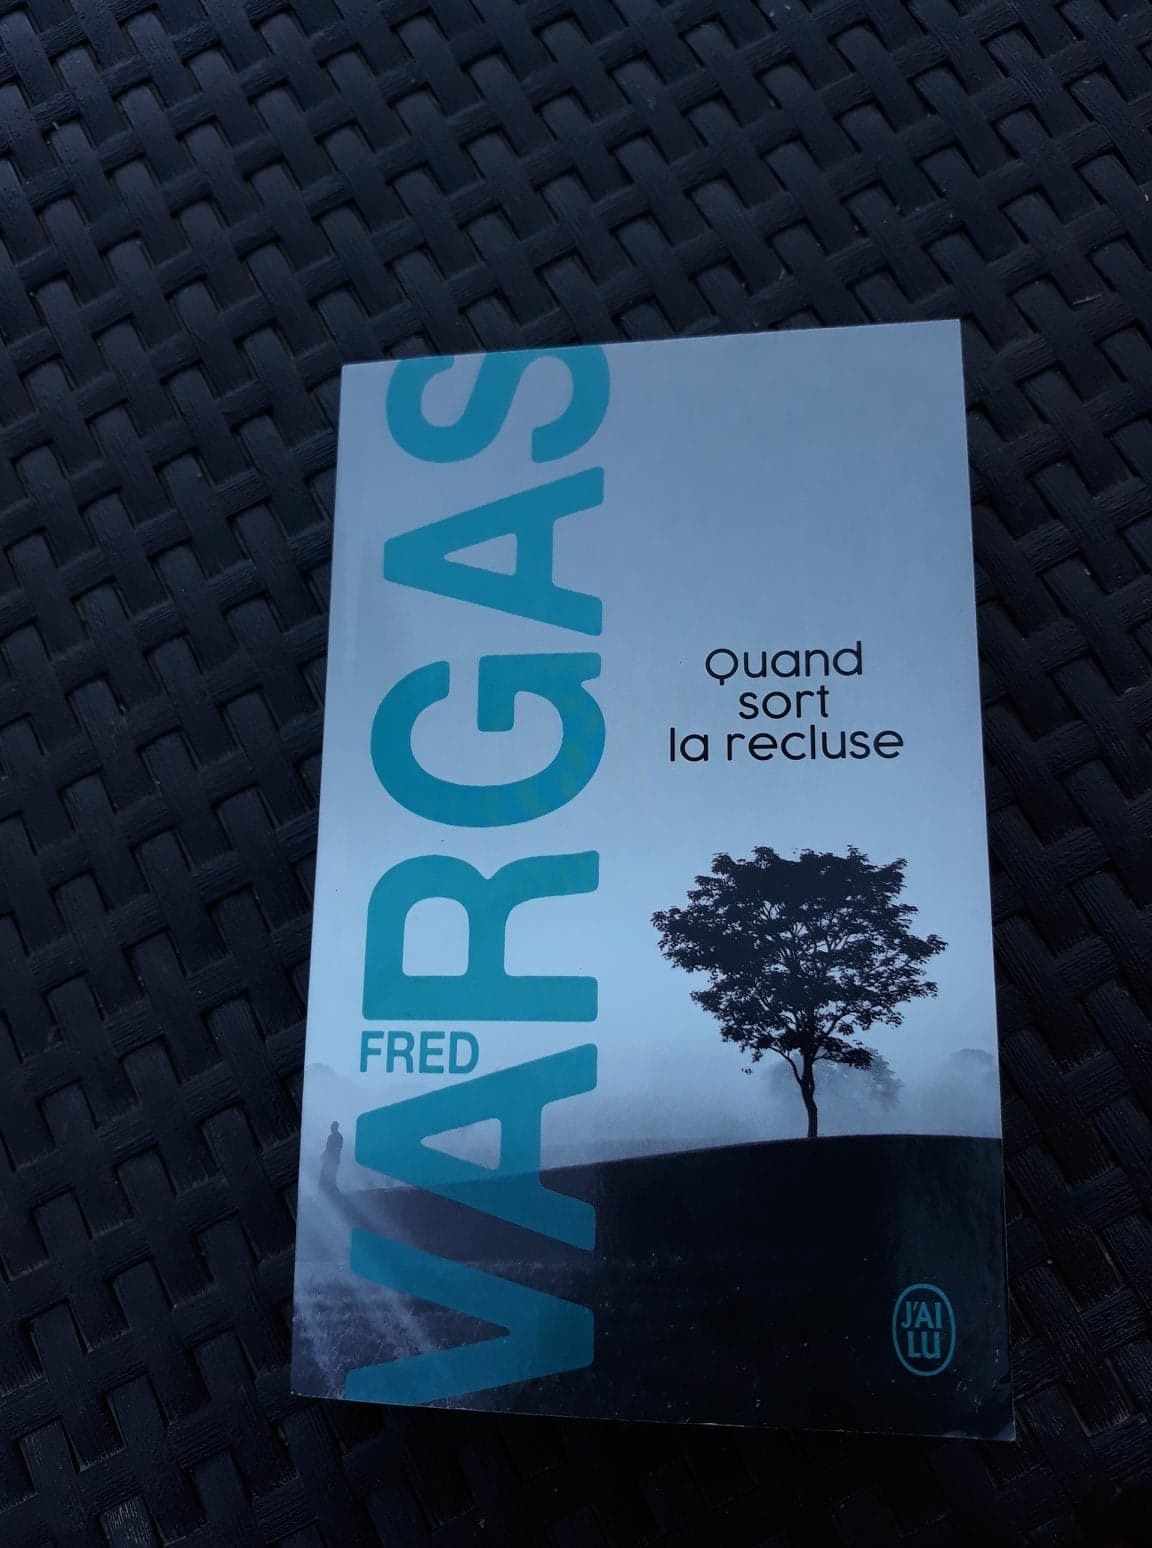 FRED
VARGAS
Quand
sort
la recluse
J'AI
LU